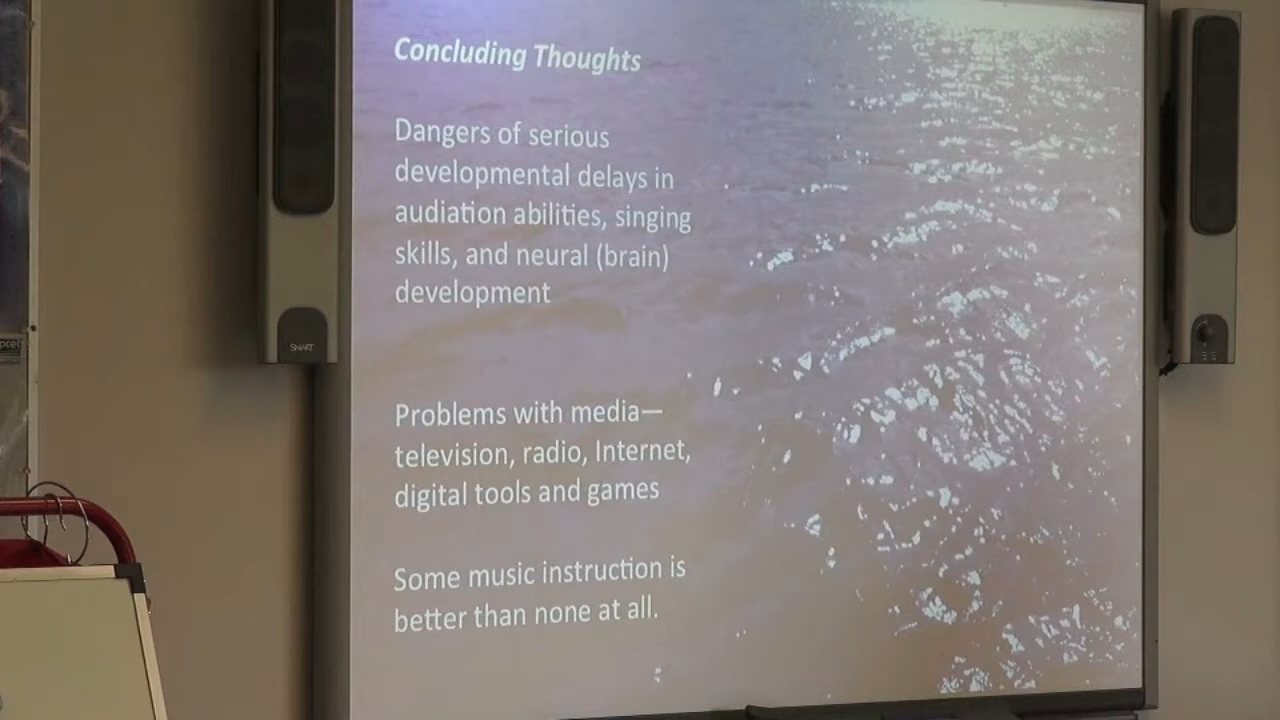 Concluding Thoughts
Dangers of serious
developmental delays in
audiation abilities, singing
skills, and neural (brain)
development
Problems with media—
television, radio, Internet,
digital tools and games
Some music instruction is
better than none at all.
SMART